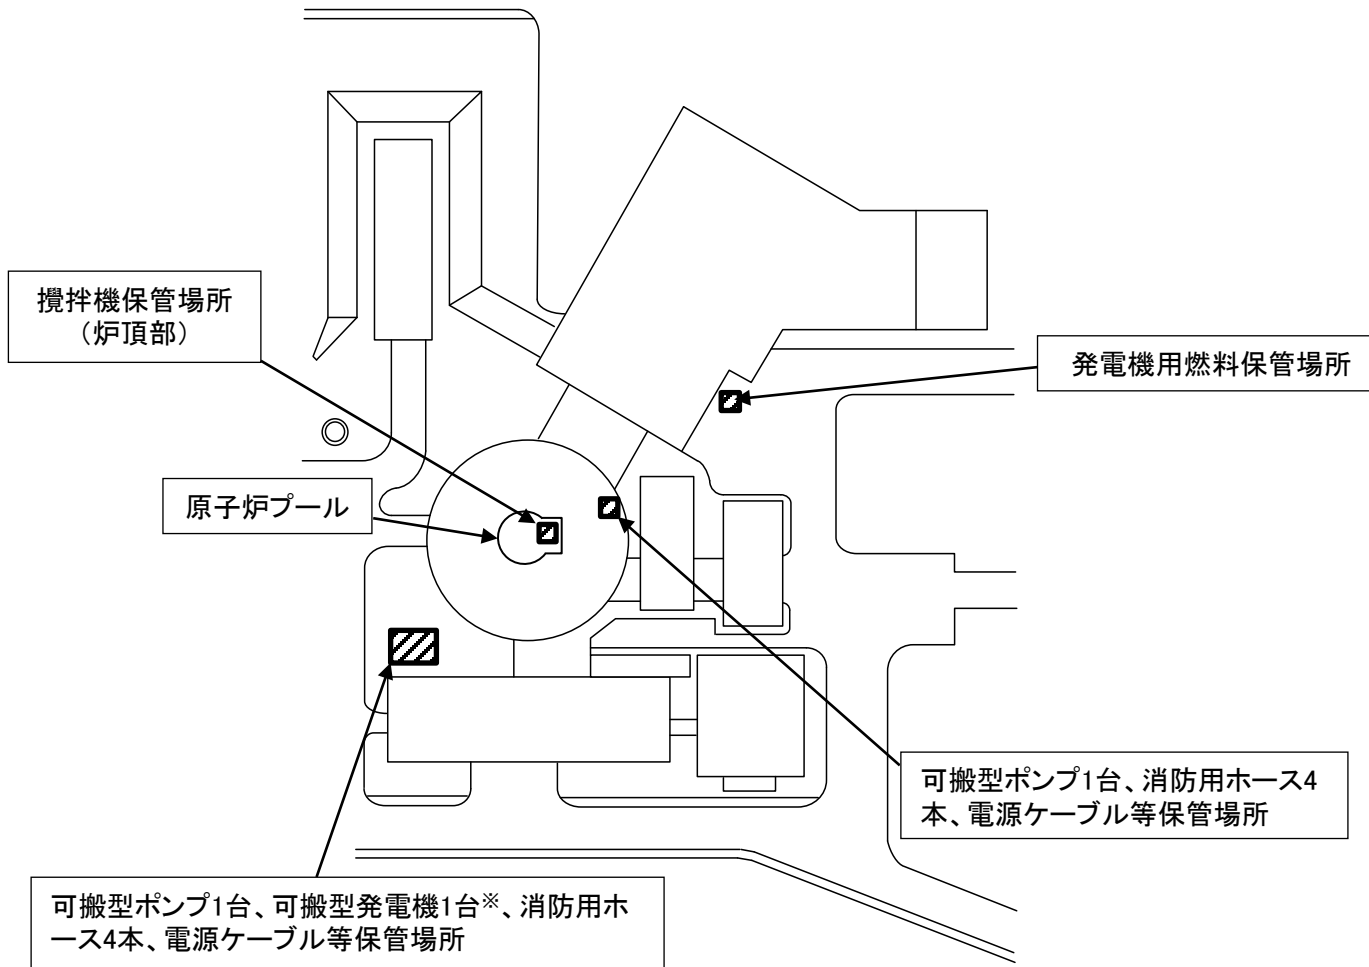 攪拌機保管場所
（炉頂部）
発電機用燃料保管場所
原子炉プール
可搬型ポンプ1台、消防用ホース4
本、電源ケーブル等保管場所
可搬型ポンプ1台、可搬型発電機1台※、消防用ホ
ース4本、電源ケーブル等保管場所